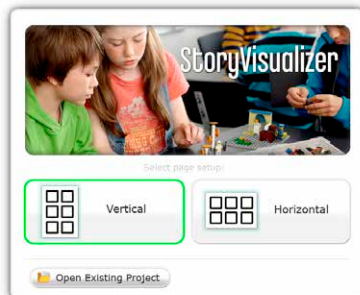 StoryVisualizer
Select page setup:
Vertical
Horizontal
Open Existing Project